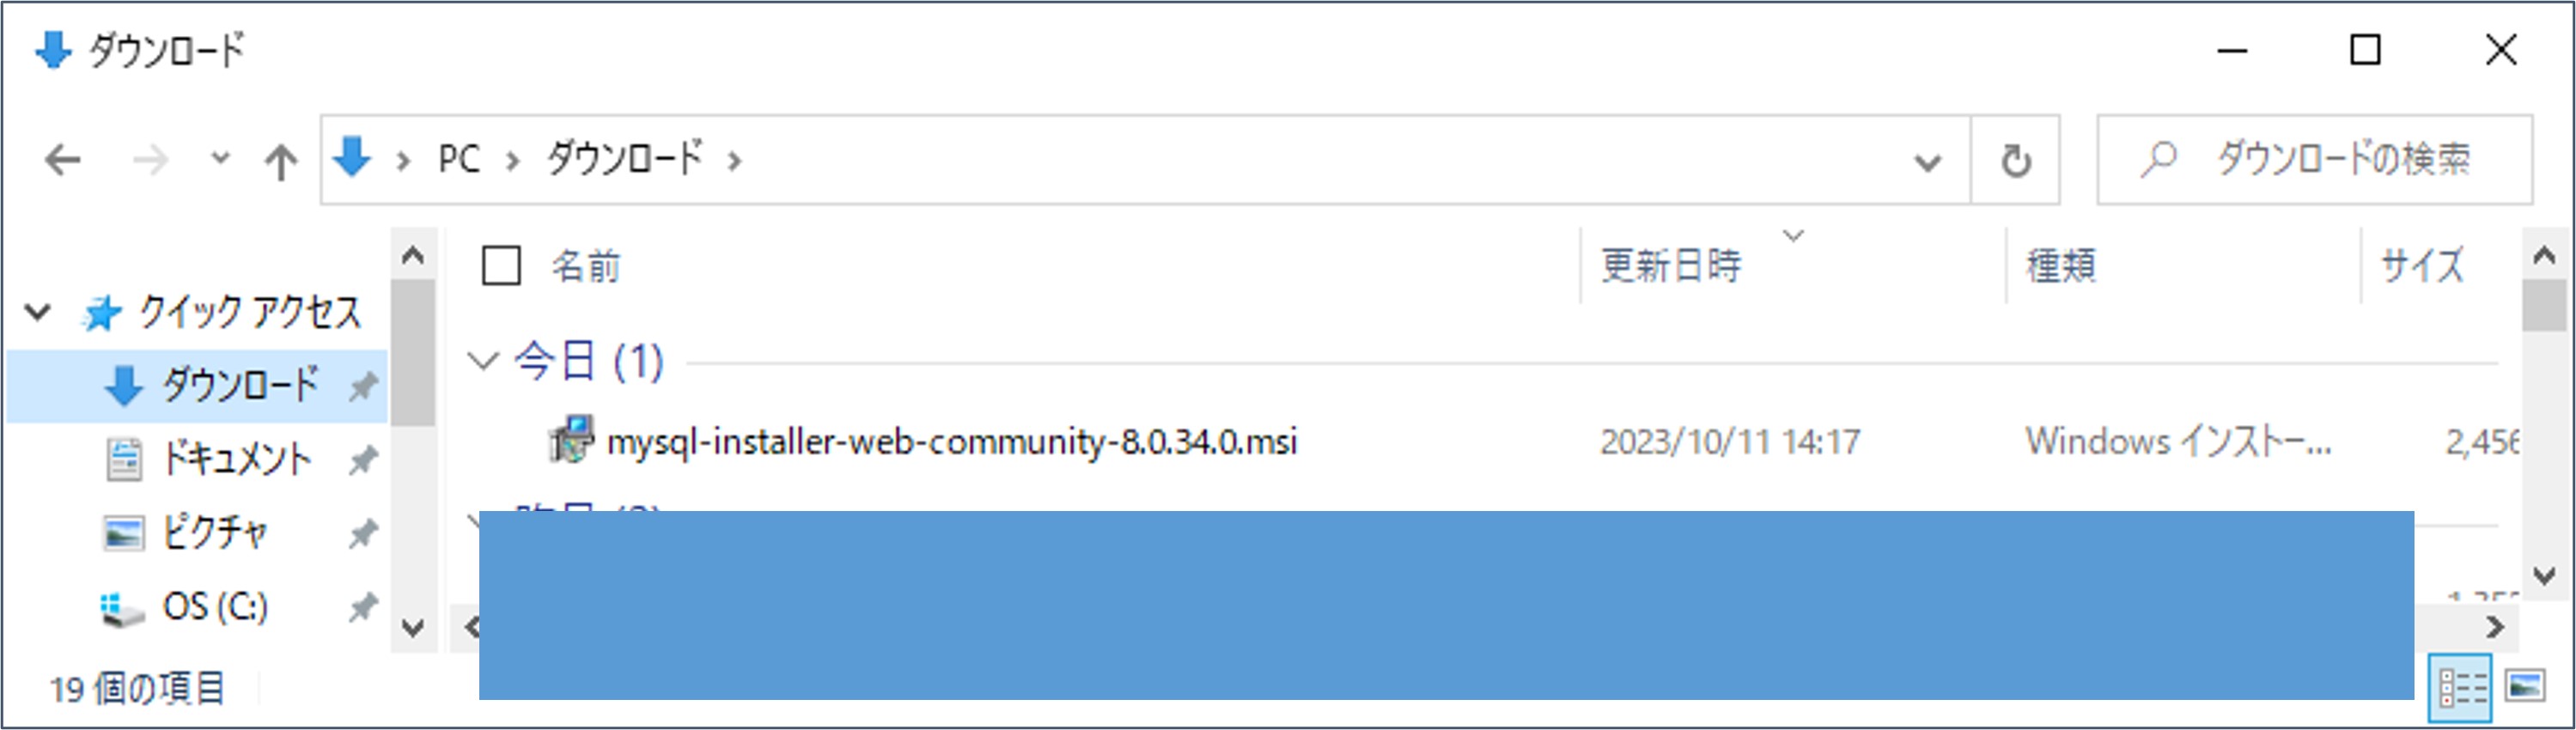 ダウンロード
PC ダウンロード ダウンロードの検索
名前 更新日時 種類 サイズ
クイック アクセス
今日 (1)
ダウンロード
mysql-installer-web-community-8.0.34.0.msi 2023/10/11 14:17 Windows インストー... 2,456
ドキュメント
ピクチャ
OS (C:)
19 個の項目